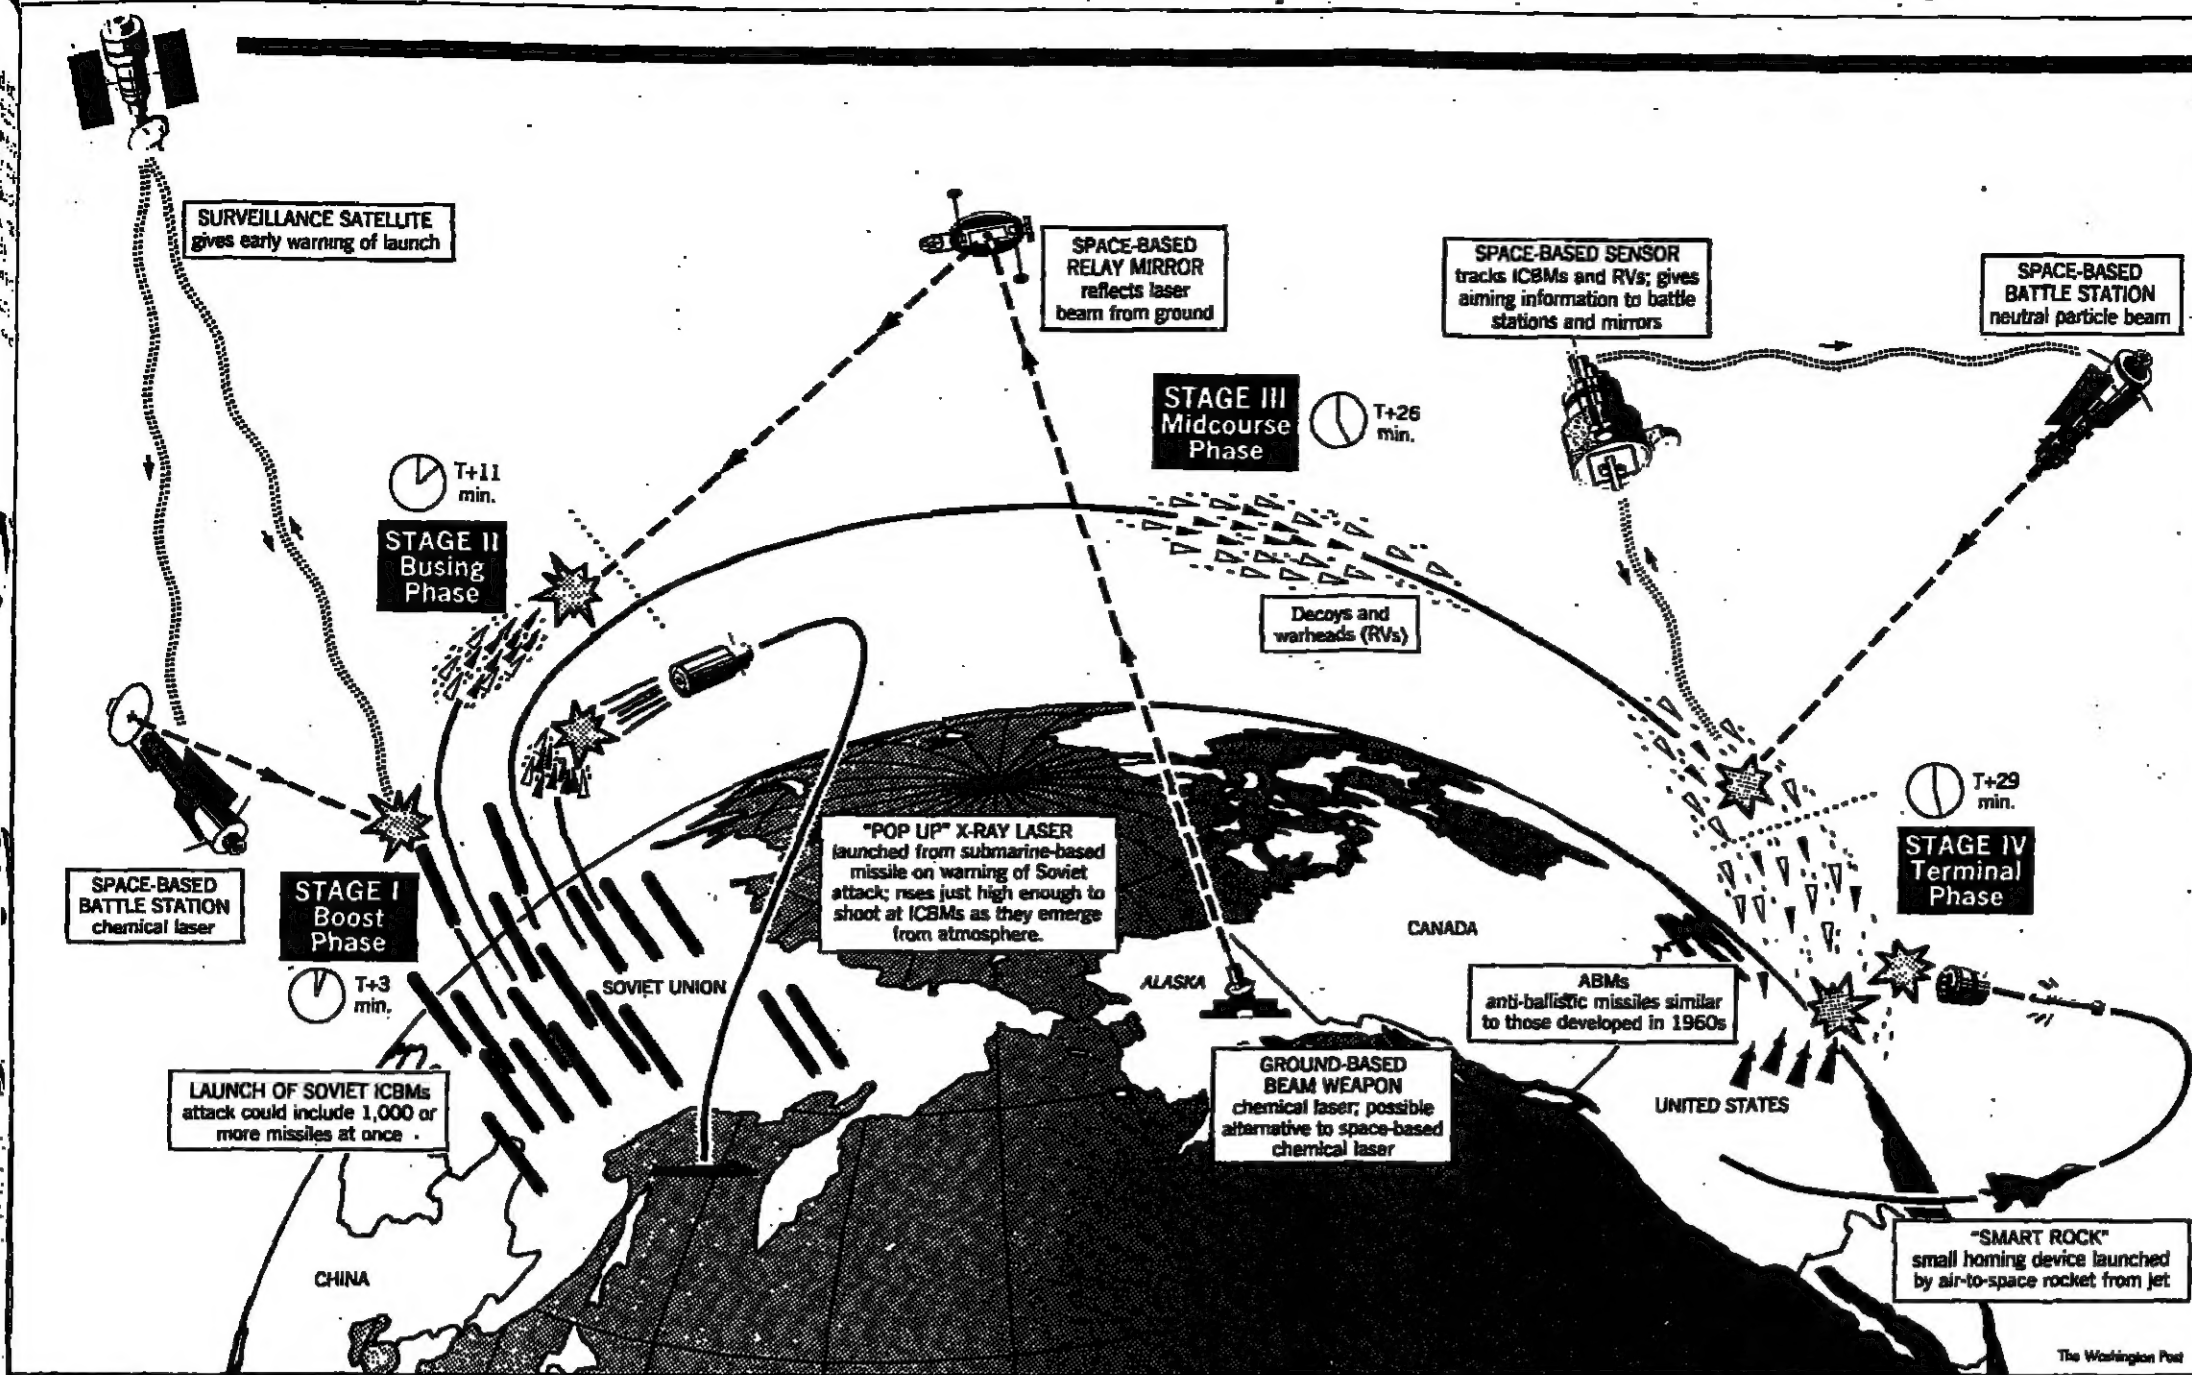 SURVEILLANCE SATELLITE
gives early warning of launch
SPACE-BASED
RELAY MIRROR
reflects laser
beam from ground
SPACE-BASED SENSOR
tracks ICBMs and RVs; gives
aiming information to battle
stations and mirrors
SPACE-BASED
BATTLE STATION
neutral particle beam
STAGE III
Midcourse
Phase
T+26
min.
T+11
min.
STAGE II
Busing
Phase
Decoys and
warheads (RVs)
T+29
min.
STAGE IV
Terminal
Phase
SPACE-BASED
BATTLE STATION
chemical laser
STAGE I
Boost
Phase
T+3
min.
"POP UP" X-RAY LASER
launched from submarine-based
missile on warning of Soviet
attack; rises just high enough to
shoot at ICBMs as they emerge
from atmosphere.
SOVIET UNION
ALASKA
CANADA
ABMs
anti-ballistic missiles similar
to those developed in 1960s
GROUND-BASED
BEAM WEAPON
chemical laser; possible
alternative to space-based
chemical laser
UNITED STATES
LAUNCH OF SOVIET ICBMs
attack could include 1,000 or
more missiles at once
CHINA
"SMART ROCK"
small homing device launched
by air-to-space rocket from jet
The Washington Post